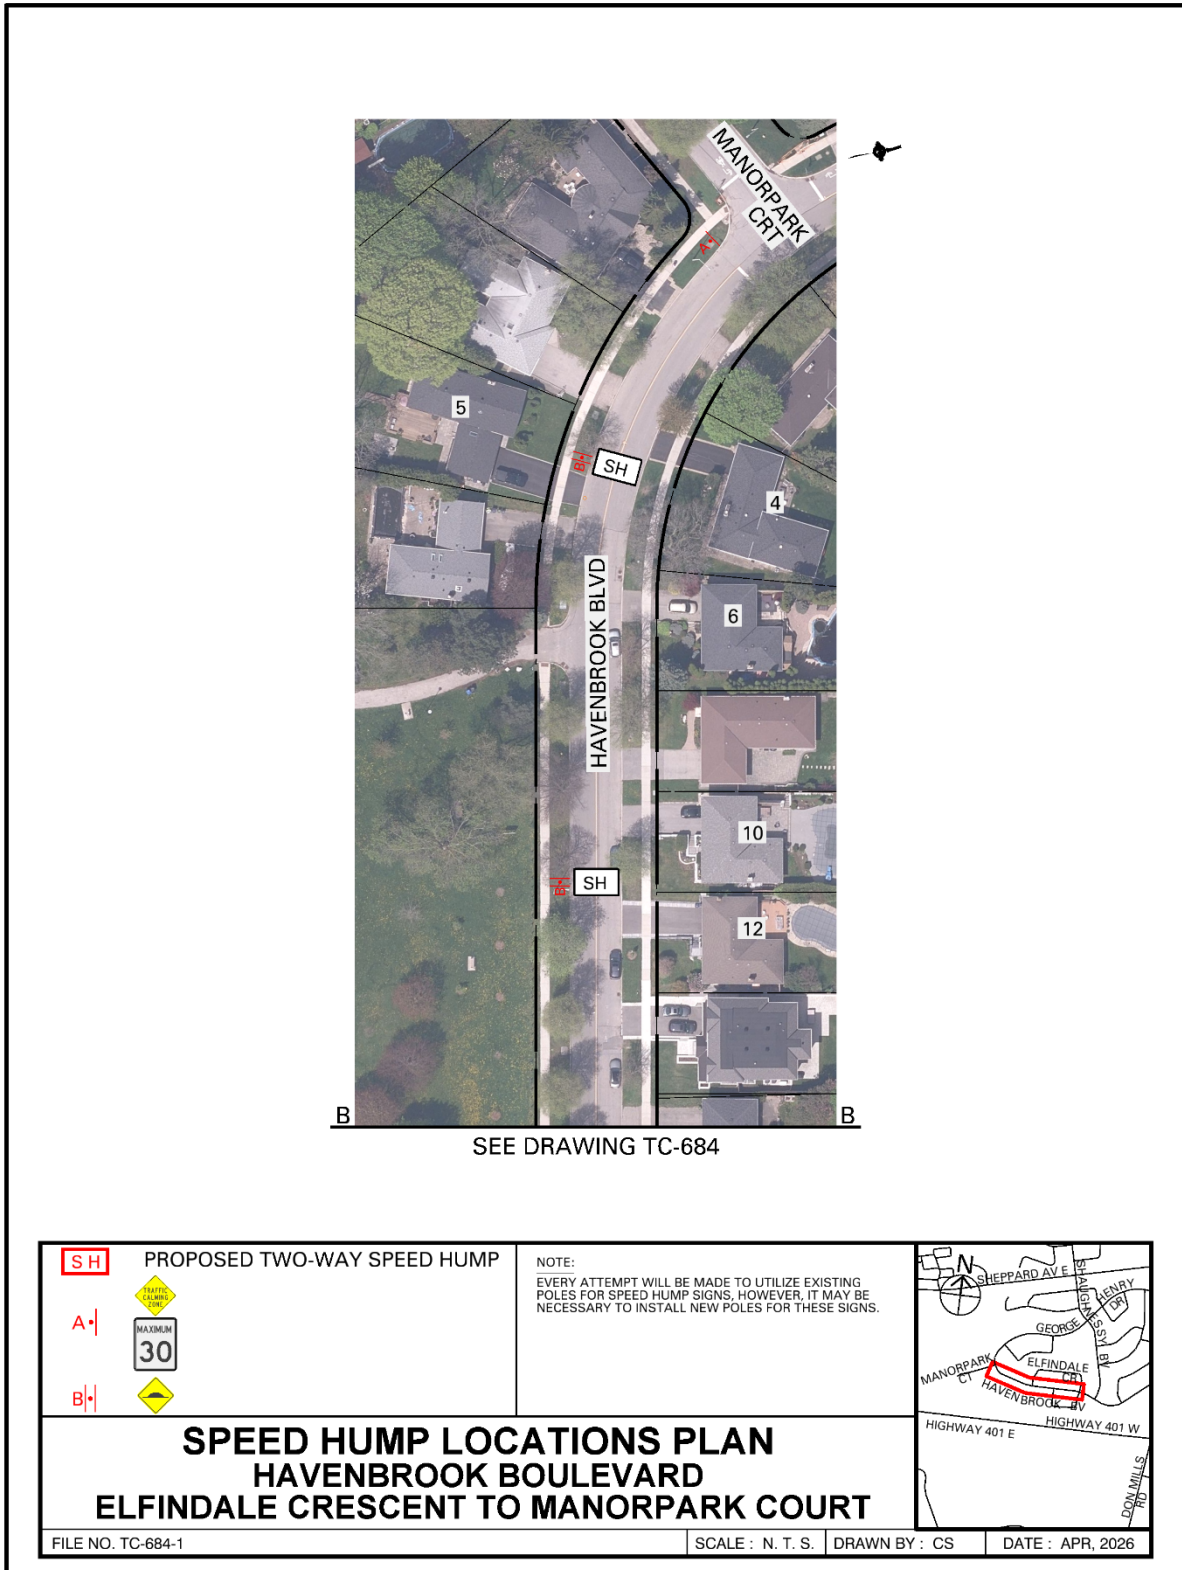 MANORPARK
CRT
A
5
B
SH
4
HAVENBROOK BLVD
6
10
B
SH
12
B
B
SEE DRAWING TC-684
S H
PROPOSED TWO-WAY SPEED HUMP
TRAFFIC
CALMING
ZONE
A
MAXIMUM
30
B
NOTE:
EVERY ATTEMPT WILL BE MADE TO UTILIZE EXISTING
POLES FOR SPEED HUMP SIGNS, HOWEVER, IT MAY BE
NECESSARY TO INSTALL NEW POLES FOR THESE SIGNS.
N
SHEPPARD AV E
SHAUGHNESSY BV
HENRY
DR
GEORGE
MANORPARK
CT
ELFINDALE
CR
HAVENBROOK BV
HIGHWAY 401 W
HIGHWAY 401 E
DON MILLS
RD
SPEED HUMP LOCATIONS PLAN
HAVENBROOK BOULEVARD
ELFINDALE CRESCENT TO MANORPARK COURT
FILE NO. TC-684-1
SCALE : N. T. S.
DRAWN BY : CS
DATE : APR, 2026